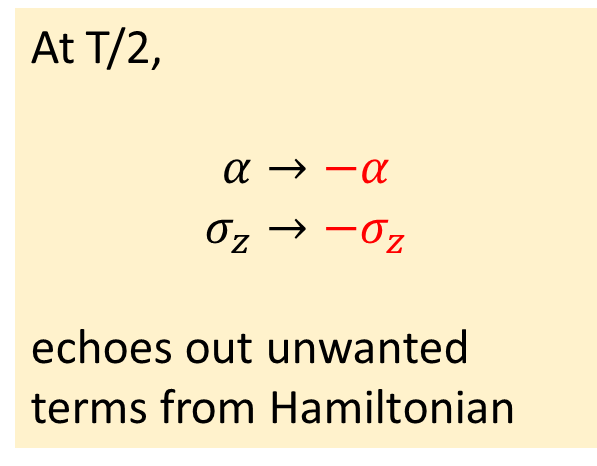 At T/2,
α → −α
σ_z → −σ_z
echoes out unwanted
terms from Hamiltonian